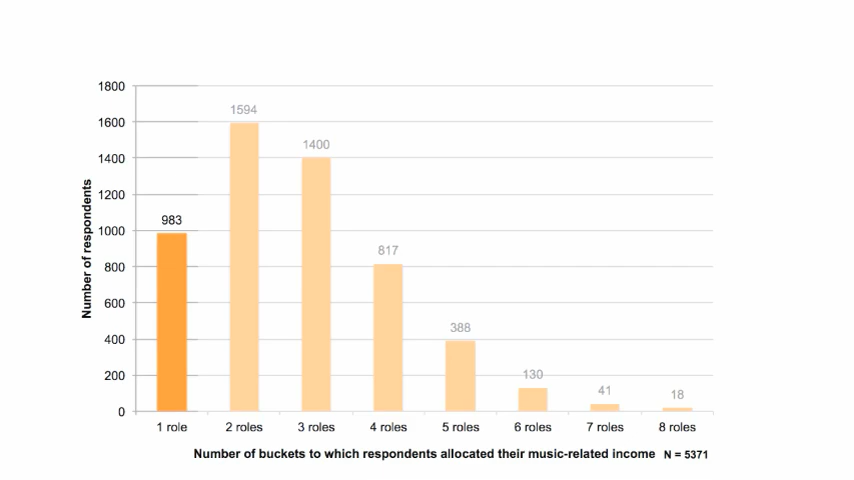 1800
1600
1400
1200
1000
800
600
400
200
0
Number of respondents
983
1594
1400
817
388
130
41
18
1 role
2 roles
3 roles
4 roles
5 roles
6 roles
7 roles
8 roles
Number of buckets to which respondents allocated their music-related income N = 5371